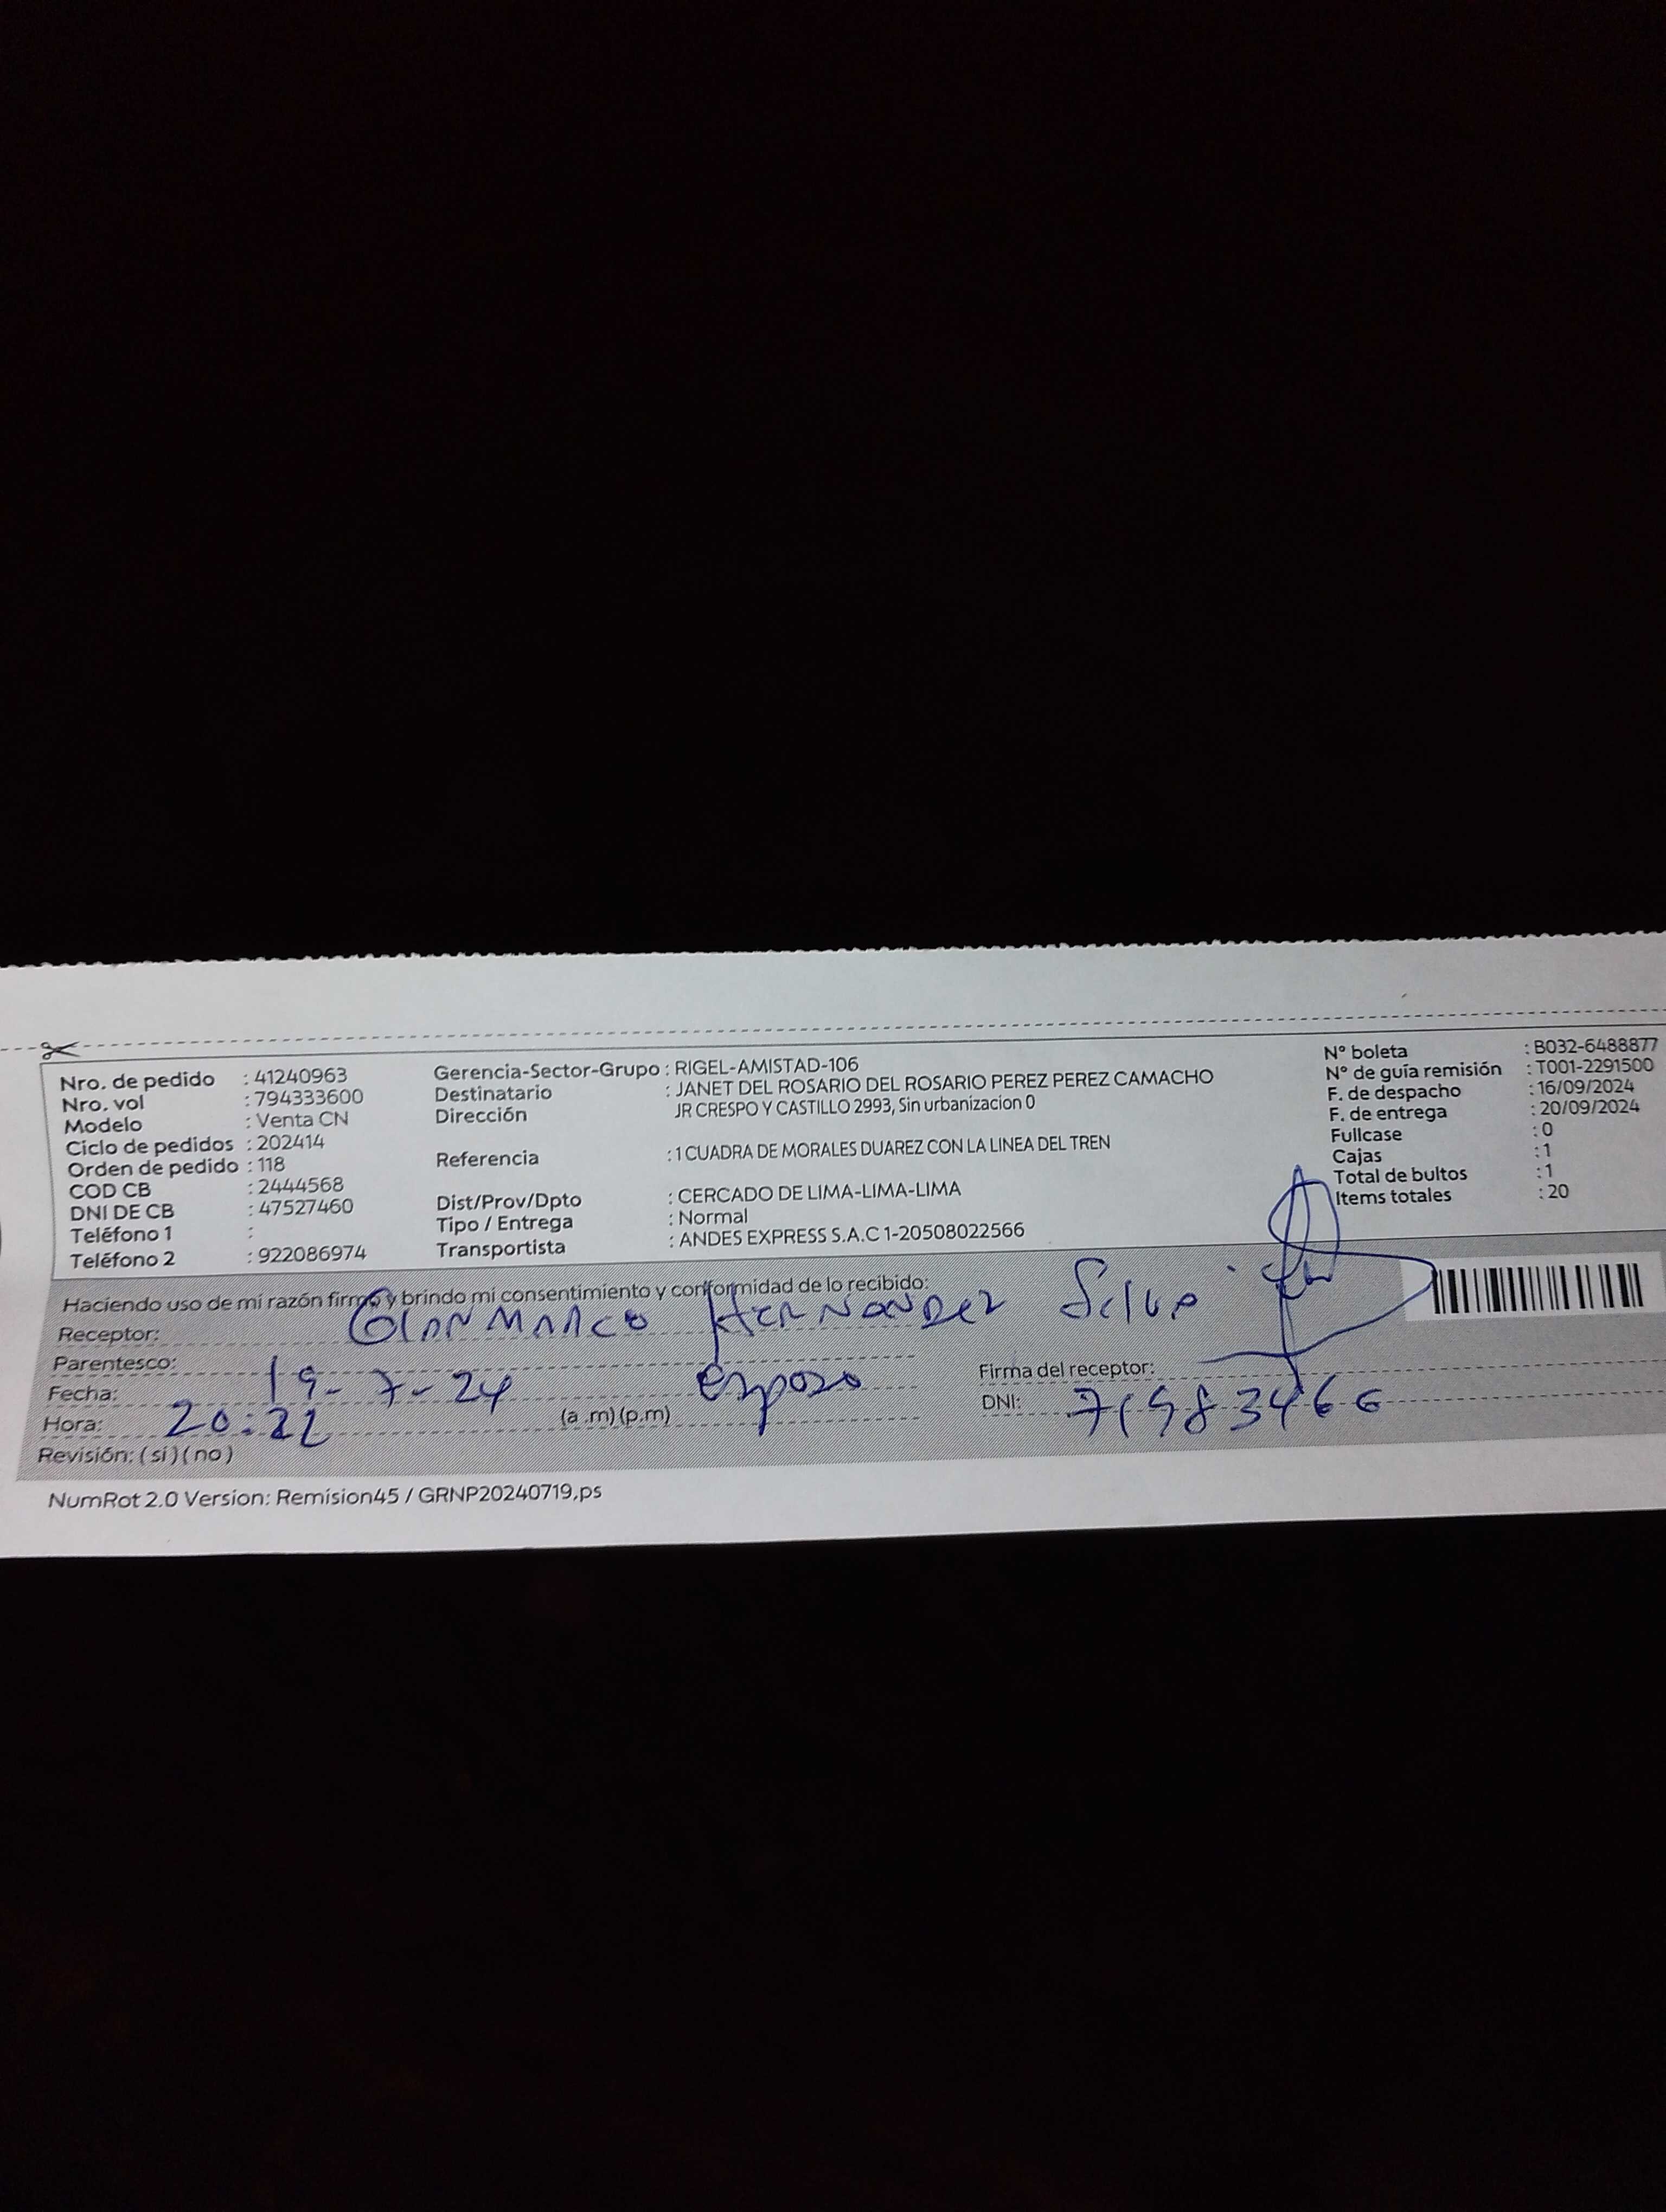 Nro. de pedido : 41240963
Nro. vol : 794333600
Modelo : Venta CN
Ciclo de pedidos : 202414
Orden de pedido : 118
COD CB : 2444568
DNI DE CB : 47527460
Teléfono 1 :
Teléfono 2 : 922086974
Gerencia-Sector-Grupo : RIGEL-AMISTAD-106
Destinatario : JANET DEL ROSARIO DEL ROSARIO PEREZ PEREZ CAMACHO
Dirección JR CRESPO Y CASTILLO 2993, Sin urbanizacion 0
Referencia : 1 CUADRA DE MORALES DUAREZ CON LA LINEA DEL TREN
Dist/Prov/Dpto : CERCADO DE LIMA-LIMA-LIMA
Tipo / Entrega : Normal
Transportista : ANDES EXPRESS S.A.C 1-20508022566
N° boleta : B032-6488877
N° de guía remisión : T001-2291500
F. de despacho : 16/09/2024
F. de entrega : 20/09/2024
Fullcase : 0
Cajas : 1
Total de bultos : 1
Items totales : 20
Haciendo uso de mi razón firmo y brindo mi consentimiento y conformidad de lo recibido:
Receptor: Gianmarco Hernandez Selva
Parentesco: esposo
Firma del receptor:
Fecha: 19-7-24
DNI: 71983466
Hora: 20:22 (a .m) (p.m)
Revisión: ( si ) ( no )
NumRot 2.0 Version: Remision45 / GRNP20240719.ps